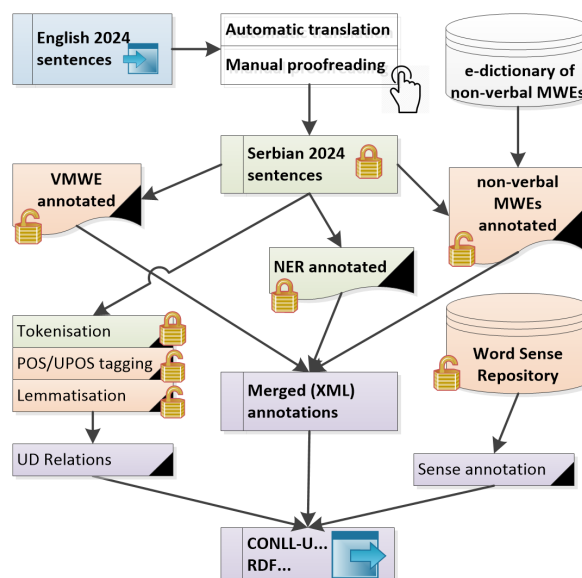 English 2024
sentences
Automatic translation
Manual proofreading
e-dictionary of
non-verbal MWEs
Serbian 2024
sentences
VMWE
annotated
non-verbal
MWEs
annotated
NER annotated
Tokenisation
POS/UPOS tagging
Lemmatisation
Merged (XML)
annotations
Word Sense
Repository
UD Relations
Sense annotation
CONLL-U...
RDF...